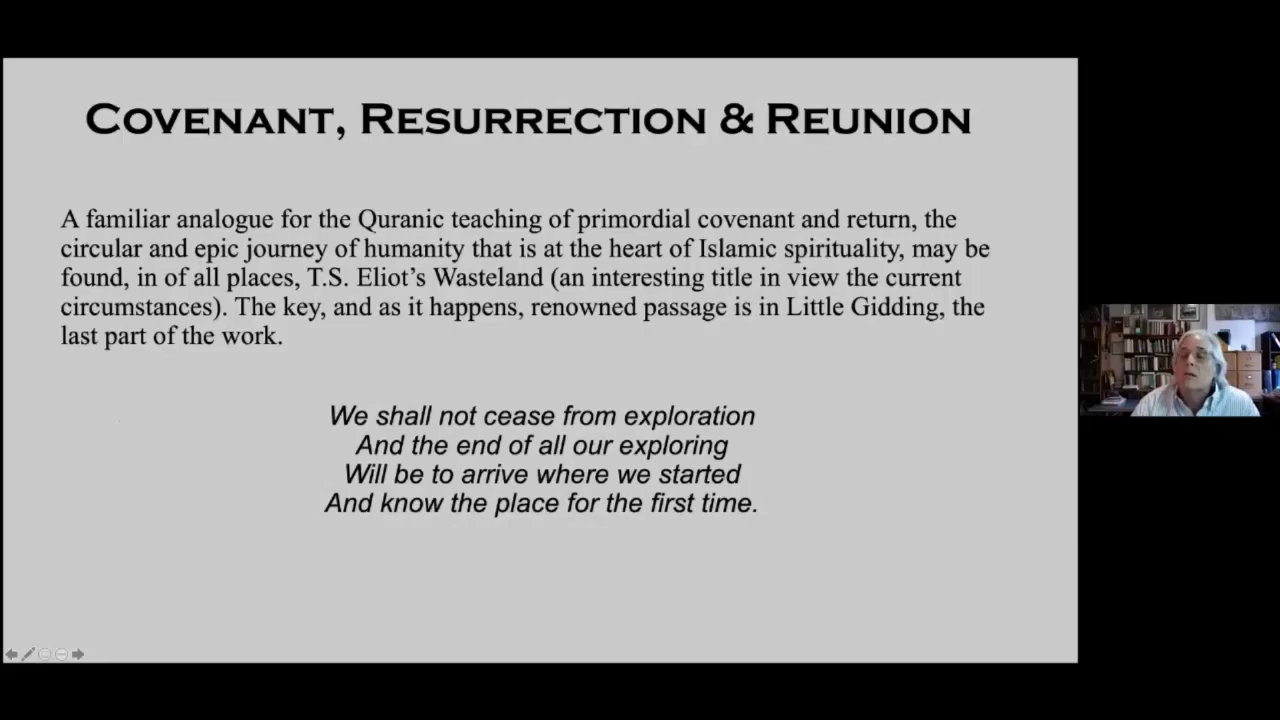 COVENANT, RESURRECTION & REUNION
A familiar analogue for the Quranic teaching of primordial covenant and return, the
circular and epic journey of humanity that is at the heart of Islamic spirituality, may be
found, in of all places, T.S. Eliot’s Wasteland (an interesting title in view the current
circumstances). The key, and as it happens, renowned passage is in Little Gidding, the
last part of the work.
We shall not cease from exploration
And the end of all our exploring
Will be to arrive where we started
And know the place for the first time.